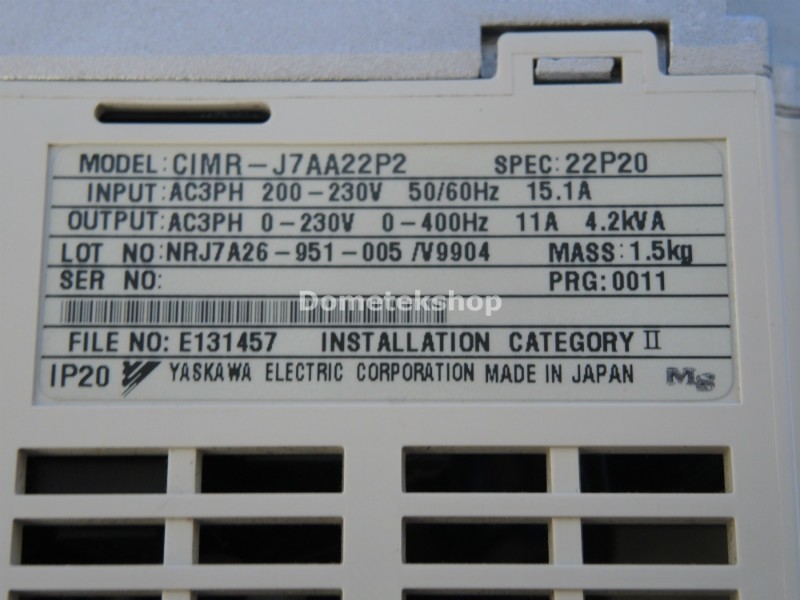 MODEL: CIMR-J7AA22P2 SPEC: 22P20
INPUT: AC3PH 200-230V 50/60Hz 15.1A
OUTPUT: AC3PH 0-230V 0-400Hz 11A 4.2kVA
LOT NO: NRJ7A26-951-005 /V9904 MASS: 1.5kg
SER NO: PRG: 0011
Dometekshop
FILE NO: E131457 INSTALLATION CATEGORY II
IP20 YASKAWA ELECTRIC CORPORATION MADE IN JAPAN MS